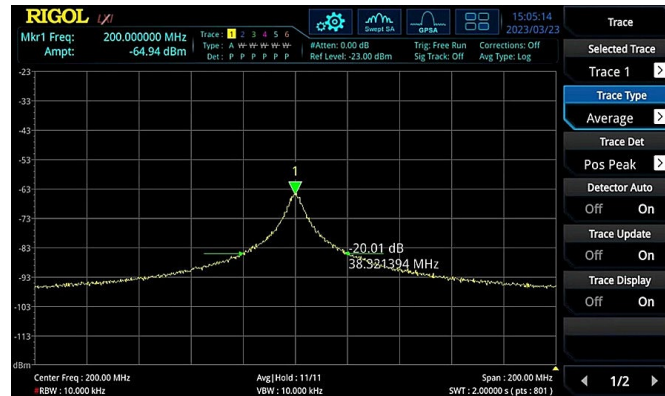 RIGOL LXI
Mkr1 Freq: 200.000000 MHz
Ampt: -64.94 dBm
Trace: 1 2 3 4 5 6
Type: A W W W W W
Det: P P P P P P
Swept SA
GPSA
#Atten: 0.00 dB
Ref Level: -23.00 dBm
Trig: Free Run
Sig Track: Off
Corrections: Off
Avg Type: Log
15:05:14
2023/03/23
-23
-43
-53
-63
-73
-83
-93
-103
-113
dBm
1
-20.01 dB
38.321394 MHz
Center Freq : 200.00 MHz
Avg|Hold : 11/11
Span : 200.00 MHz
RBW : 10.000 kHz
VBW : 10.000 kHz
SWT : 2.00000 s ( pts : 801 )
Trace
Selected Trace
Trace 1
Trace Type
Average
Trace Det
Pos Peak
Detector Auto
Off On
Trace Update
Off On
Trace Display
Off On
1/2